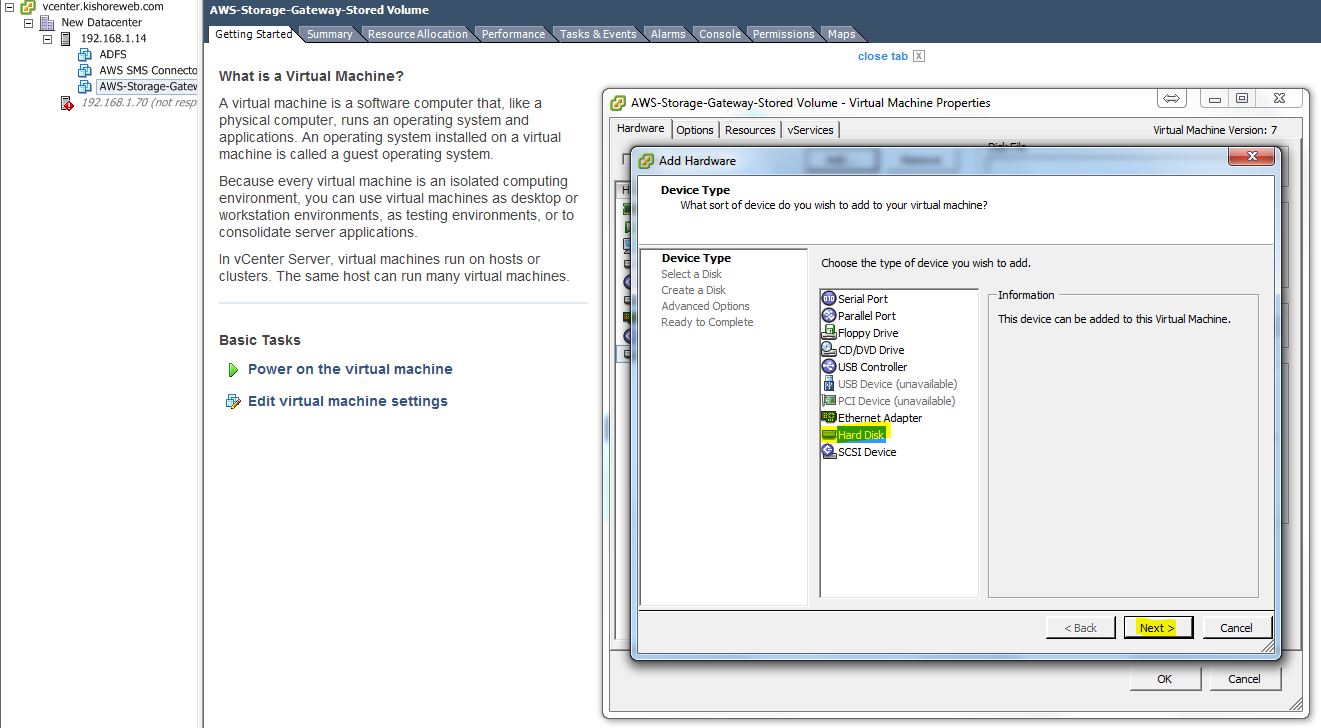 vcenter.kishoreweb.com
New Datacenter
192.168.1.14
ADFS
AWS SMS Connecto
AWS-Storage-Gatew
192.168.1.70 (not resp
AWS-Storage-Gateway-Stored Volume
Getting Started Summary Resource Allocation Performance Tasks & Events Alarms Console Permissions Maps
close tab X
What is a Virtual Machine?
A virtual machine is a software computer that, like a
physical computer, runs an operating system and
applications. An operating system installed on a virtual
machine is called a guest operating system.
Because every virtual machine is an isolated computing
environment, you can use virtual machines as desktop or
workstation environments, as testing environments, or to
consolidate server applications.
In vCenter Server, virtual machines run on hosts or
clusters. The same host can run many virtual machines.
Basic Tasks
Power on the virtual machine
Edit virtual machine settings
AWS-Storage-Gateway-Stored Volume - Virtual Machine Properties
Hardware Options Resources vServices
Virtual Machine Version: 7
Disk File
Add Hardware
Device Type
What sort of device do you wish to add to your virtual machine?
Device Type
Select a Disk
Create a Disk
Advanced Options
Ready to Complete
Choose the type of device you wish to add.
Serial Port
Parallel Port
Floppy Drive
CD/DVD Drive
USB Controller
USB Device (unavailable)
PCI Device (unavailable)
Ethernet Adapter
Hard Disk
SCSI Device
Information
This device can be added to this Virtual Machine.
< Back Next > Cancel
OK Cancel